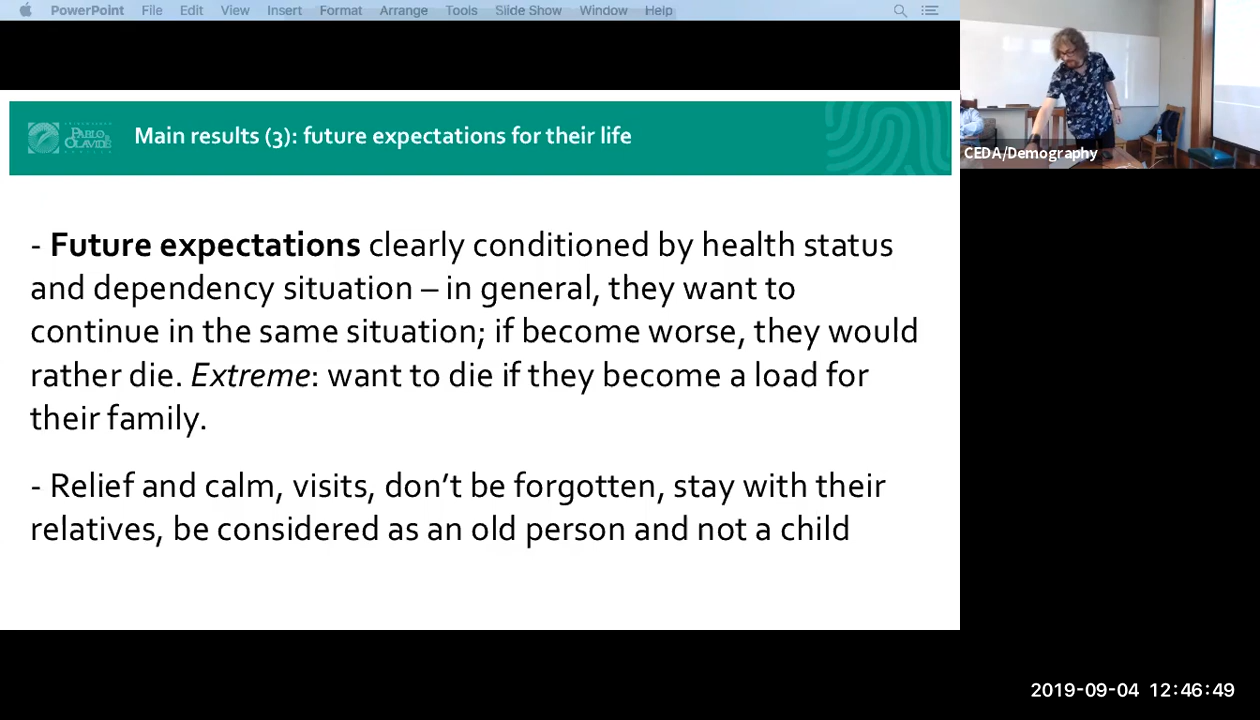 PowerPoint File Edit View Insert Format Arrange Tools Slide Show Window Help
PABLO
OLAVIDE
Main results (3): future expectations for their life
CEDA/Demography
- Future expectations clearly conditioned by health status
and dependency situation – in general, they want to
continue in the same situation; if become worse, they would
rather die. Extreme: want to die if they become a load for
their family.
- Relief and calm, visits, don’t be forgotten, stay with their
relatives, be considered as an old person and not a child
2019-09-04 12:46:49